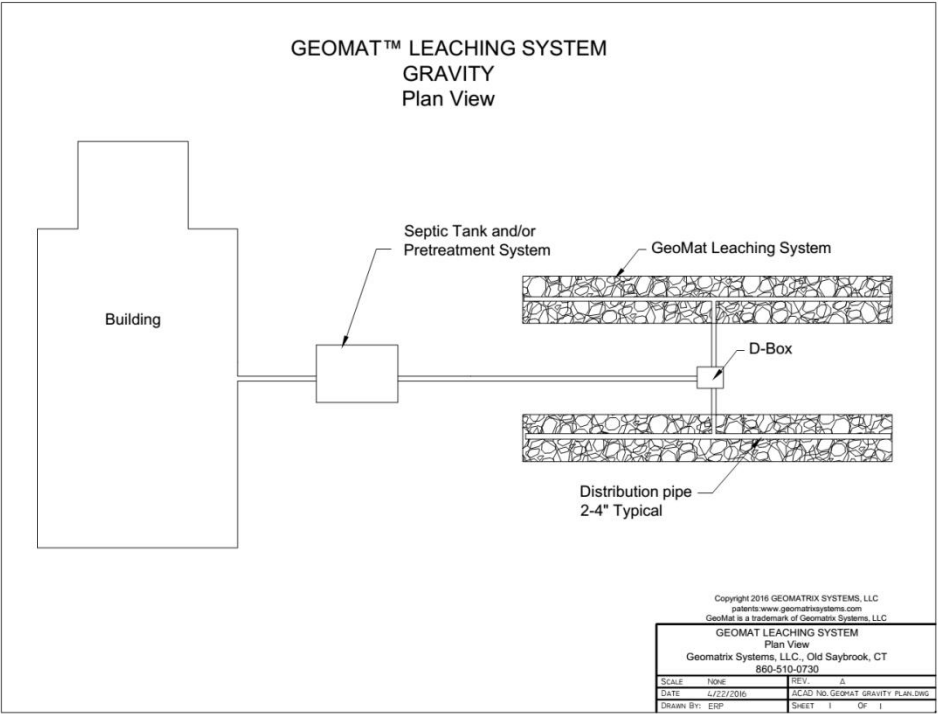 GEOMAT™ LEACHING SYSTEM
GRAVITY
Plan View
Septic Tank and/or
Pretreatment System
GeoMat Leaching System
Building
D-Box
Distribution pipe
2-4" Typical
Copyright 2016 GEOMATRIX SYSTEMS, LLC
patents:www.geomatrixsystems.com
GeoMat is a trademark of Geomatrix Systems, LLC
GEOMAT LEACHING SYSTEM
Plan View
Geomatrix Systems, LLC., Old Saybrook, CT
860-510-0730
SCALE NONE REV. A
DATE 4/22/2016 ACAD NO. GEOMAT GRAVITY PLAN.DWG
DRAWN BY: ERP SHEET 1 OF 1